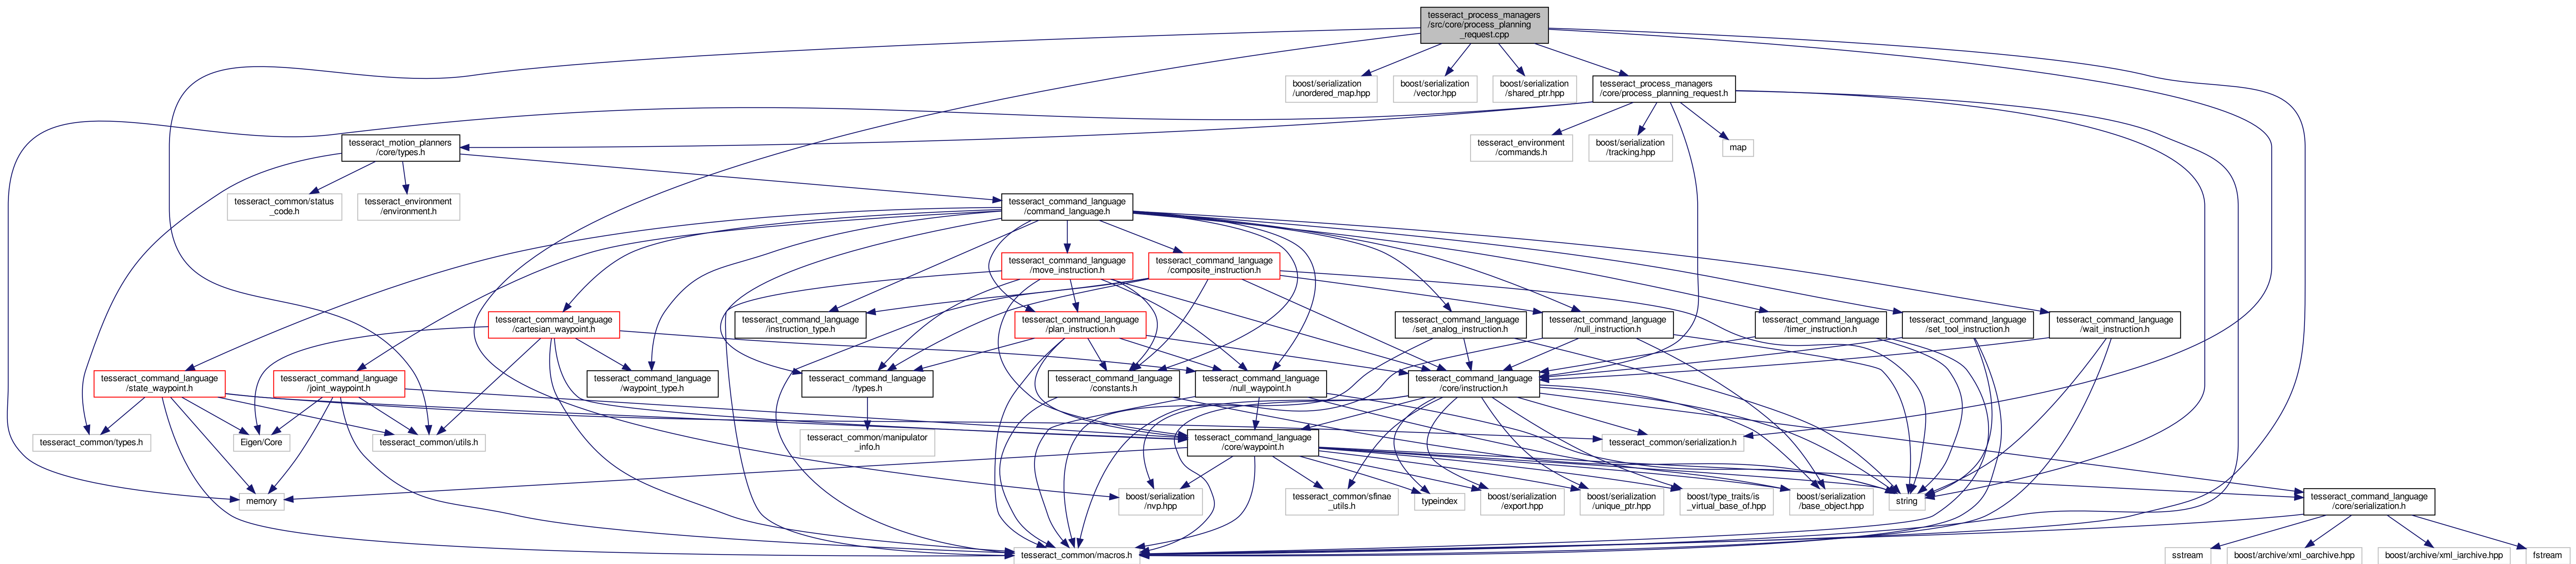 tesseract_process_managers
/src/core/process_planning
_request.cpp
boost/serialization
/unordered_map.hpp
boost/serialization
/vector.hpp
boost/serialization
/shared_ptr.hpp
tesseract_process_managers
/core/process_planning_request.h
tesseract_motion_planners
/core/types.h
tesseract_environment
/commands.h
boost/serialization
/tracking.hpp
map
tesseract_common/status
_code.h
tesseract_environment
/environment.h
tesseract_command_language
/command_language.h
tesseract_command_language
/move_instruction.h
tesseract_command_language
/composite_instruction.h
tesseract_command_language
/cartesian_waypoint.h
tesseract_command_language
/instruction_type.h
tesseract_command_language
/plan_instruction.h
tesseract_command_language
/set_analog_instruction.h
tesseract_command_language
/null_instruction.h
tesseract_command_language
/timer_instruction.h
tesseract_command_language
/set_tool_instruction.h
tesseract_command_language
/wait_instruction.h
tesseract_command_language
/state_waypoint.h
tesseract_command_language
/joint_waypoint.h
tesseract_command_language
/waypoint_type.h
tesseract_command_language
/types.h
tesseract_command_language
/constants.h
tesseract_command_language
/null_waypoint.h
tesseract_command_language
/core/instruction.h
tesseract_common/types.h
Eigen/Core
tesseract_common/utils.h
tesseract_common/manipulator
_info.h
tesseract_command_language
/core/waypoint.h
tesseract_common/serialization.h
memory
boost/serialization
/nvp.hpp
tesseract_common/sfinae
_utils.h
typeindex
boost/serialization
/export.hpp
boost/serialization
/unique_ptr.hpp
boost/type_traits/is
_virtual_base_of.hpp
boost/serialization
/base_object.hpp
string
tesseract_command_language
/core/serialization.h
tesseract_common/macros.h
sstream
boost/archive/xml_oarchive.hpp
boost/archive/xml_iarchive.hpp
fstream